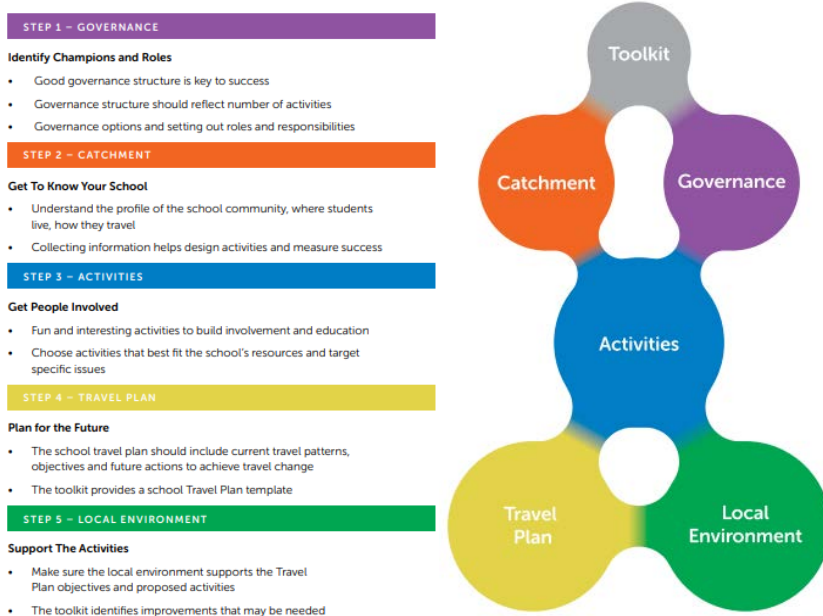 STEP 1 – GOVERNANCE
Identify Champions and Roles
• Good governance structure is key to success
• Governance structure should reflect number of activities
• Governance options and setting out roles and responsibilities
STEP 2 – CATCHMENT
Get To Know Your School
• Understand the profile of the school community, where students
live, how they travel
• Collecting information helps design activities and measure success
STEP 3 – ACTIVITIES
Get People Involved
• Fun and interesting activities to build involvement and education
• Choose activities that best fit the school's resources and target
specific issues
STEP 4 – TRAVEL PLAN
Plan for the Future
• The school travel plan should include current travel patterns,
objectives and future actions to achieve travel change
• The toolkit provides a school Travel Plan template
STEP 5 – LOCAL ENVIRONMENT
Support The Activities
• Make sure the local environment supports the Travel
Plan objectives and proposed activities
• The toolkit identifies improvements that may be needed
Toolkit
Catchment
Governance
Activities
Travel
Plan
Local
Environment